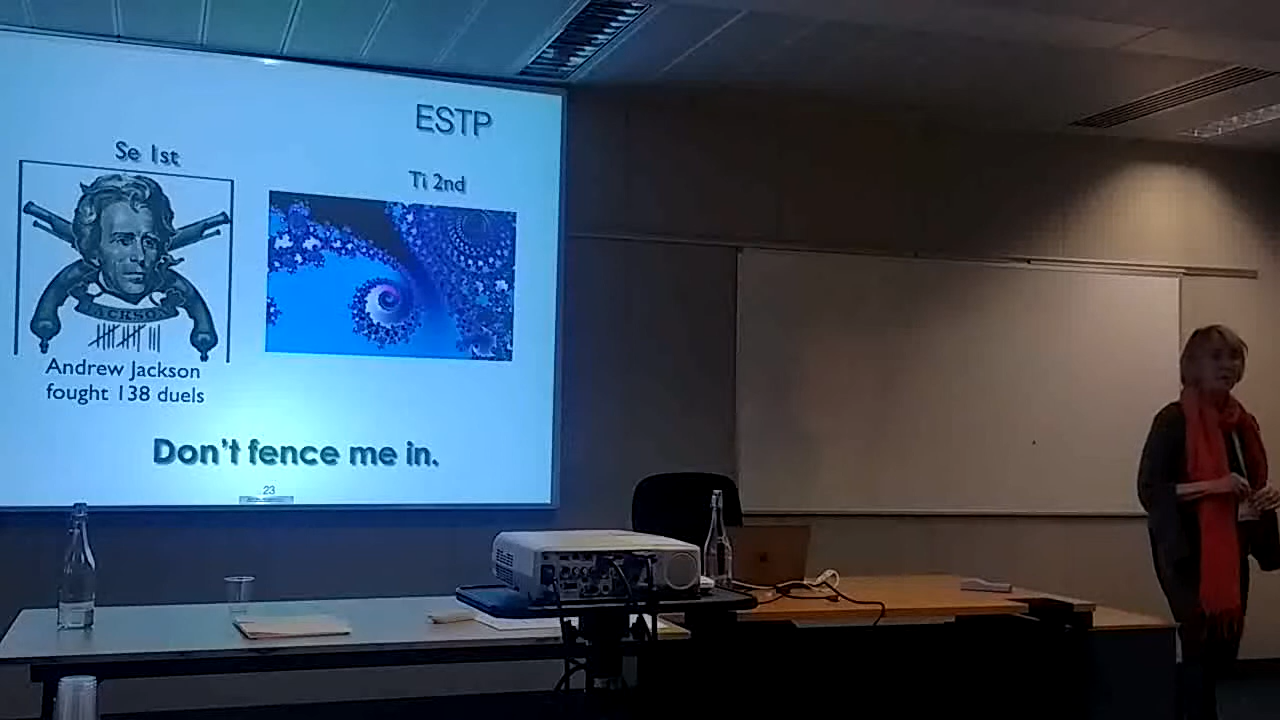 ESTP
Se 1st
Ti 2nd
JACKSON
Andrew Jackson
fought 138 duels
Don't fence me in.
23